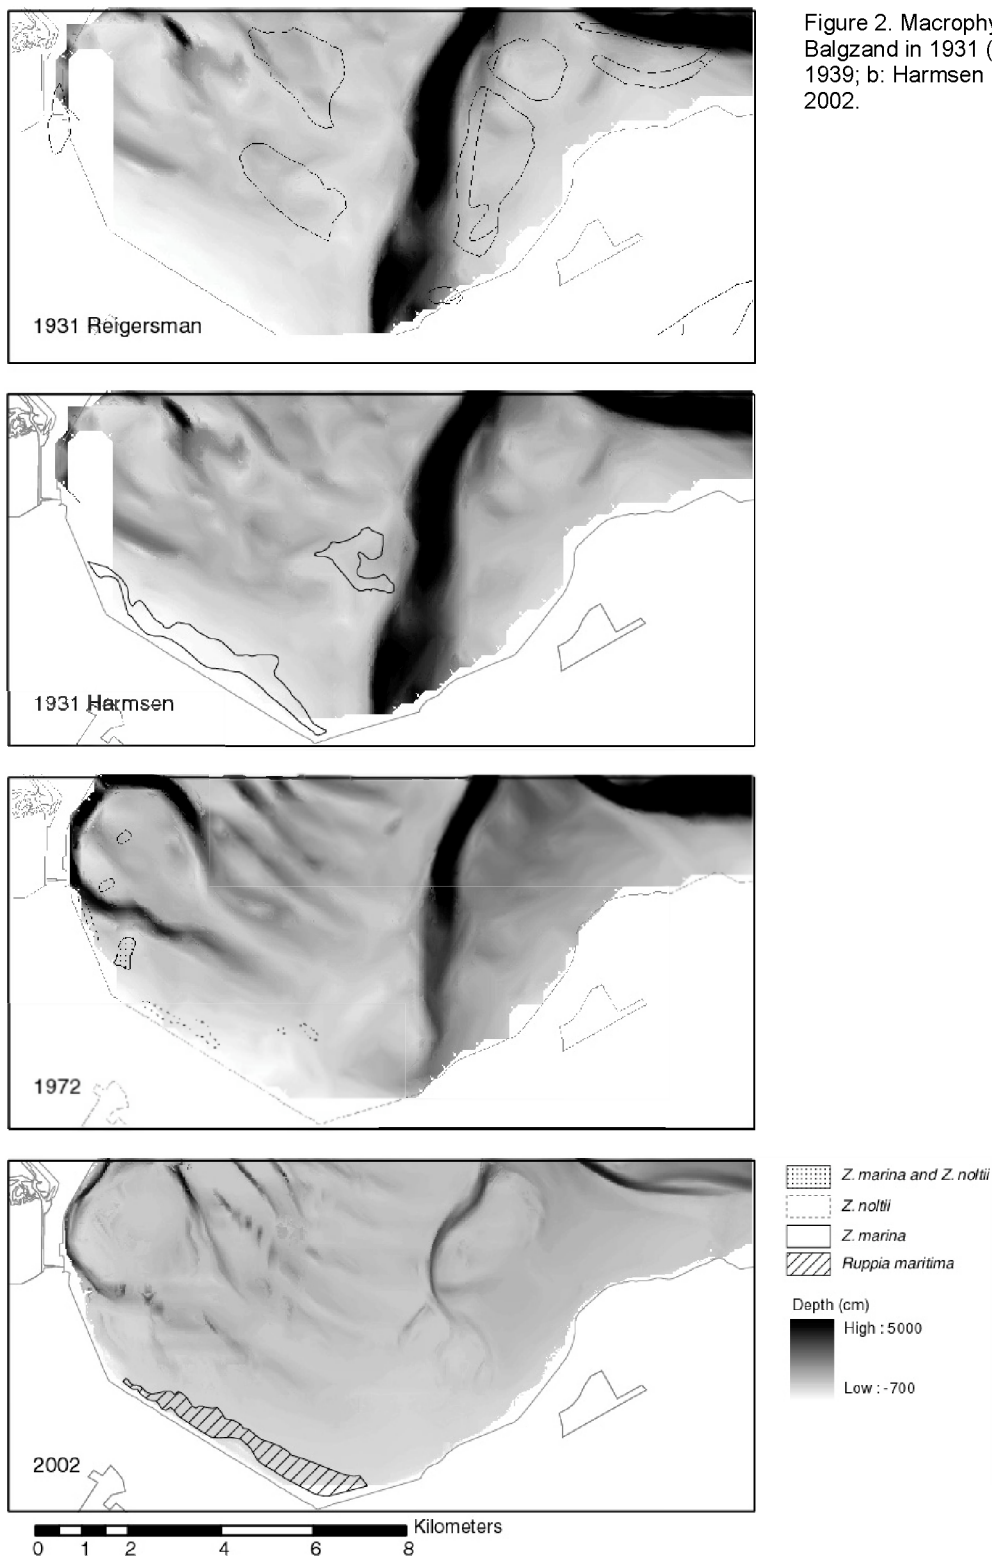 Figure 2. Macrophy
Balgzand in 1931 (
1939; b: Harmsen
2002.
1931 Reigersman
1931 Harmsen
1972
2002
Z. marina and Z. noltii
Z. noltii
Z. marina
Ruppia maritima
Depth (cm)
High : 5000
Low : -700
Kilometers
0 1 2 4 6 8